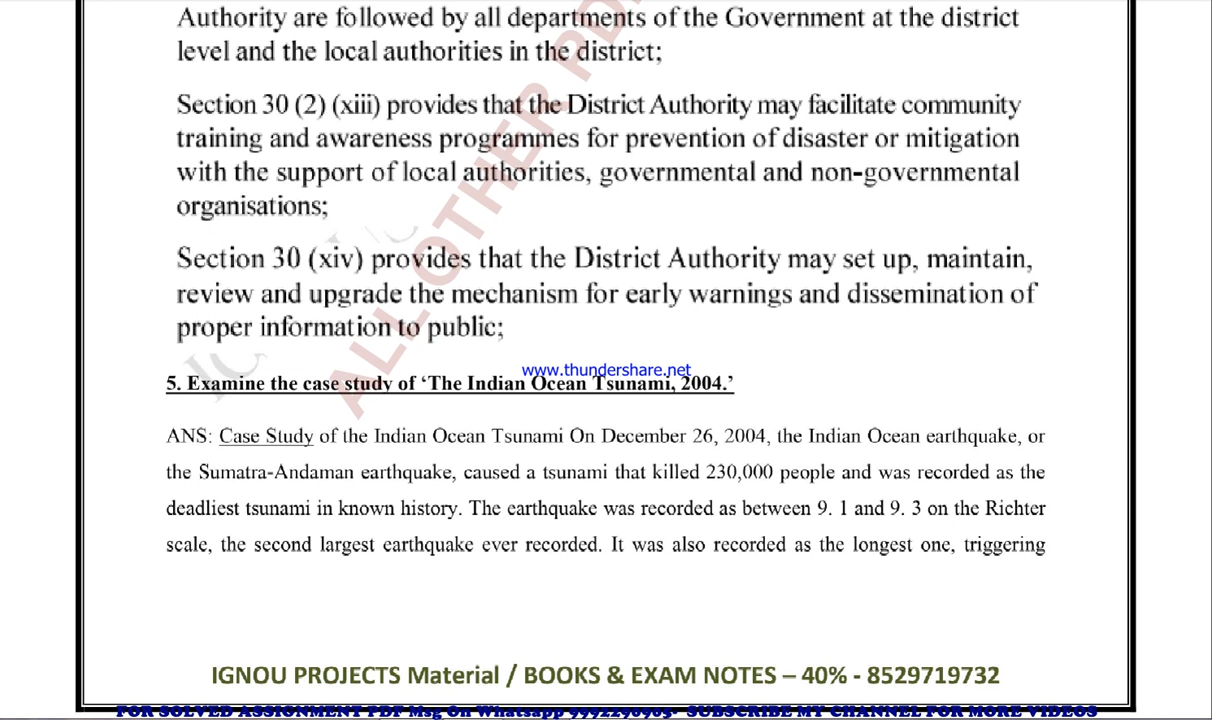 Authority are followed by all departments of the Government at the district
level and the local authorities in the district;
Section 30 (2) (xiii) provides that the District Authority may facilitate community
training and awareness programmes for prevention of disaster or mitigation
with the support of local authorities, governmental and non-governmental
organisations;
Section 30 (xiv) provides that the District Authority may set up, maintain,
review and upgrade the mechanism for early warnings and dissemination of
proper information to public;
www.thundershare.net
5. Examine the case study of ‘The Indian Ocean Tsunami, 2004.’
ANS: Case Study of the Indian Ocean Tsunami On December 26, 2004, the Indian Ocean earthquake, or
the Sumatra-Andaman earthquake, caused a tsunami that killed 230,000 people and was recorded as the
deadliest tsunami in known history. The earthquake was recorded as between 9. 1 and 9. 3 on the Richter
scale, the second largest earthquake ever recorded. It was also recorded as the longest one, triggering
ALL OTHER PD
IGNOU PROJECTS Material / BOOKS & EXAM NOTES – 40% - 8529719732
FOR SOLVED ASSIGNMENT PDF Msg On Whatsapp 9992290903- SUBSCRIBE MY CHANNEL FOR MORE VIDEOS